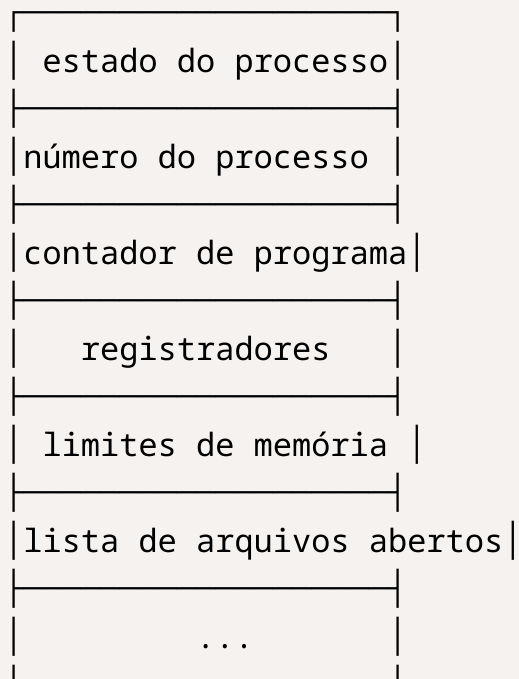 estado do processo
número do processo
contador de programa
registradores
limites de memória
lista de arquivos abertos
...